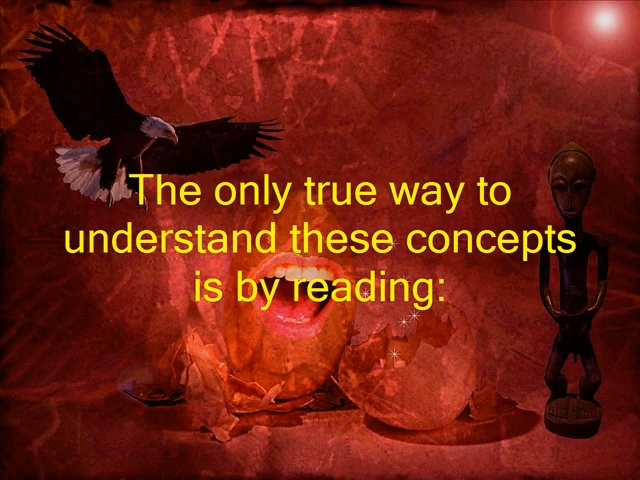 The only true way to
understand these concepts
is by reading: